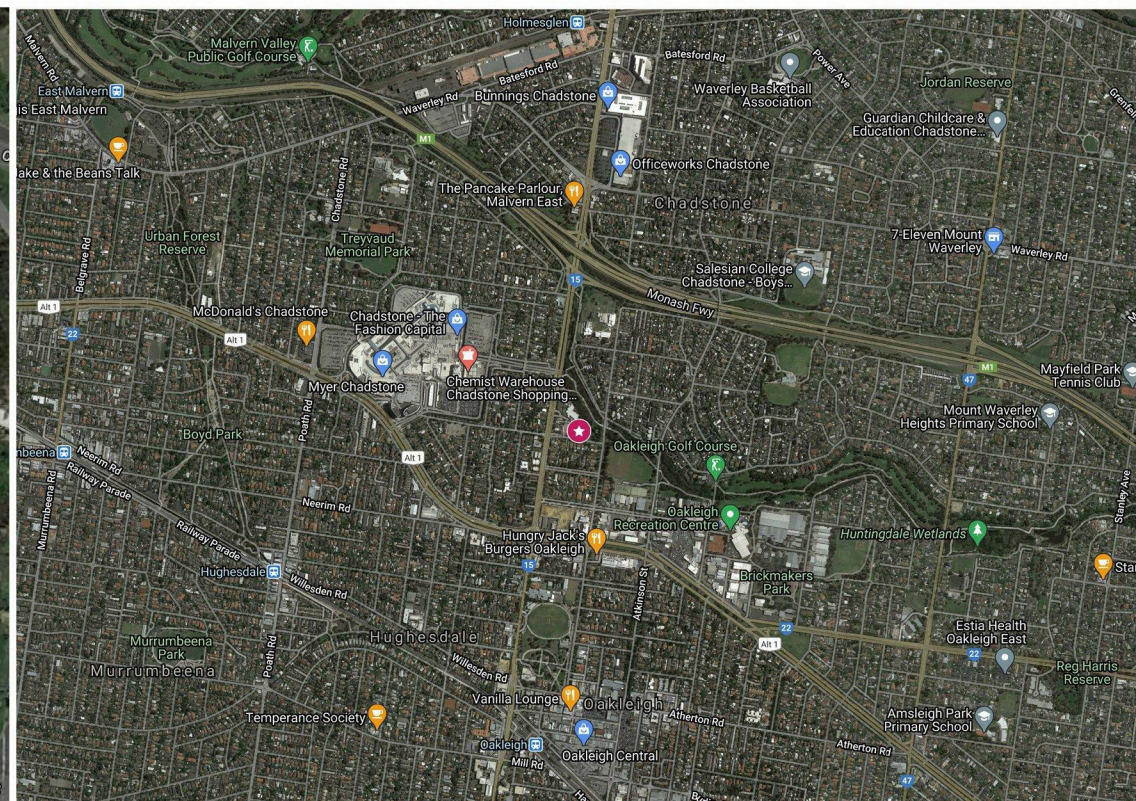 Holmesglen
Malvern Valley
Public Golf Course
Malvern Rd
East Malvern
Batesford Rd
Batesford Rd
Power Ave
Waverley Basketball
Association
Jordan Reserve
Bunnings Chadstone
Waverley Rd
Guardian Childcare &
Education Chadstone...
is East Malvern
M1
Officeworks Chadstone
ake & the Beans Talk
Chadstone Rd
The Pancake Parlour,
Malvern East
Chadstone
Urban Forest
Reserve
Treyvaud
Memorial Park
7-Eleven Mount
Waverley
Waverley Rd
Belgrave Rd
Salesian College
Chadstone - Boys...
15
Monash Fwy
Alt 1
McDonald's Chadstone
Chadstone - The
Fashion Capital
22
Alt 1
M1
47
Mayfield Park
Tennis Club
Myer Chadstone
Chemist Warehouse
Chadstone Shopping...
Mount Waverley
Heights Primary School
Poath Rd
Boyd Park
Oakleigh Golf Course
mbeena
Neerim Rd
Railway Parade
Alt 1
Murrumbeena Rd
Neerim Rd
Stanley Ave
Oakleigh
Recreation Centre
Huntingdale Wetlands
Railway Parade
Hungry Jack's
Burgers Oakleigh
15
Hughesdale
Willesden Rd
Atkinson St
Brickmakers
Park
Star
22
Alt 1
Estia Health
Oakleigh East
22
Hughesdale
Murrumbeena
Park
Murrumbeena
Poath Rd
Willesden Rd
Reg Harris
Reserve
Vanilla Lounge
Oakleigh
Temperance Society
Atherton Rd
Amsleigh Park
Primary School
Oakleigh
Mill Rd
Oakleigh Central
Atherton Rd
47